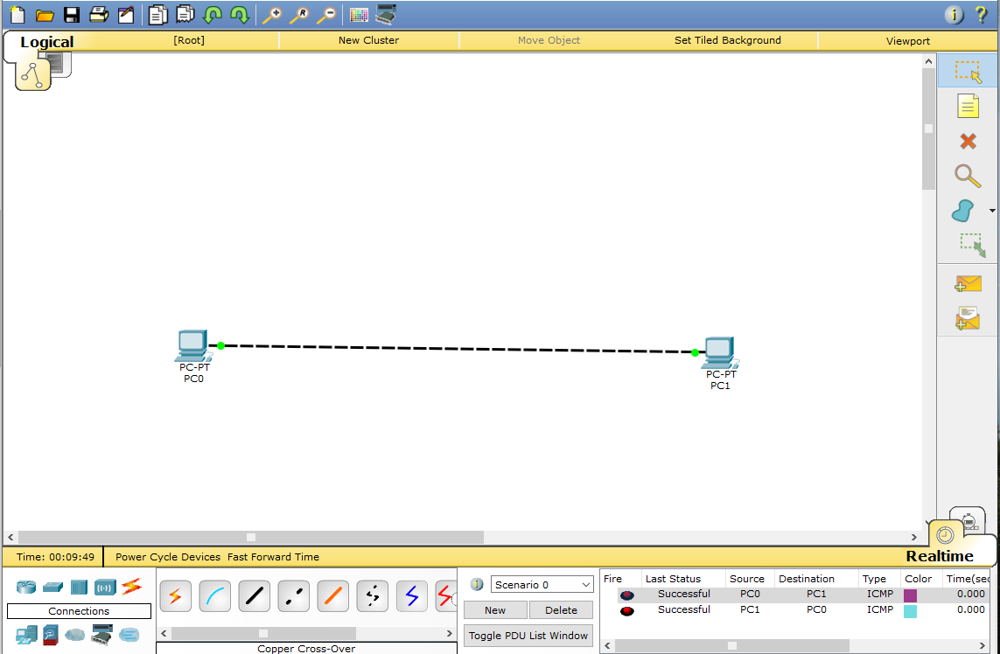 Logical
[Root]
New Cluster
Move Object
Set Tiled Background
Viewport
PC-PT
PC0
PC-PT
PC1
Time: 00:09:49
Power Cycle Devices Fast Forward Time
Realtime
Connections
Copper Cross-Over
Scenario 0
New
Delete
Toggle PDU List Window
Fire Last Status Source Destination Type Color Time(sec
Successful PC0 PC1 ICMP 0.000
Successful PC1 PC0 ICMP 0.000